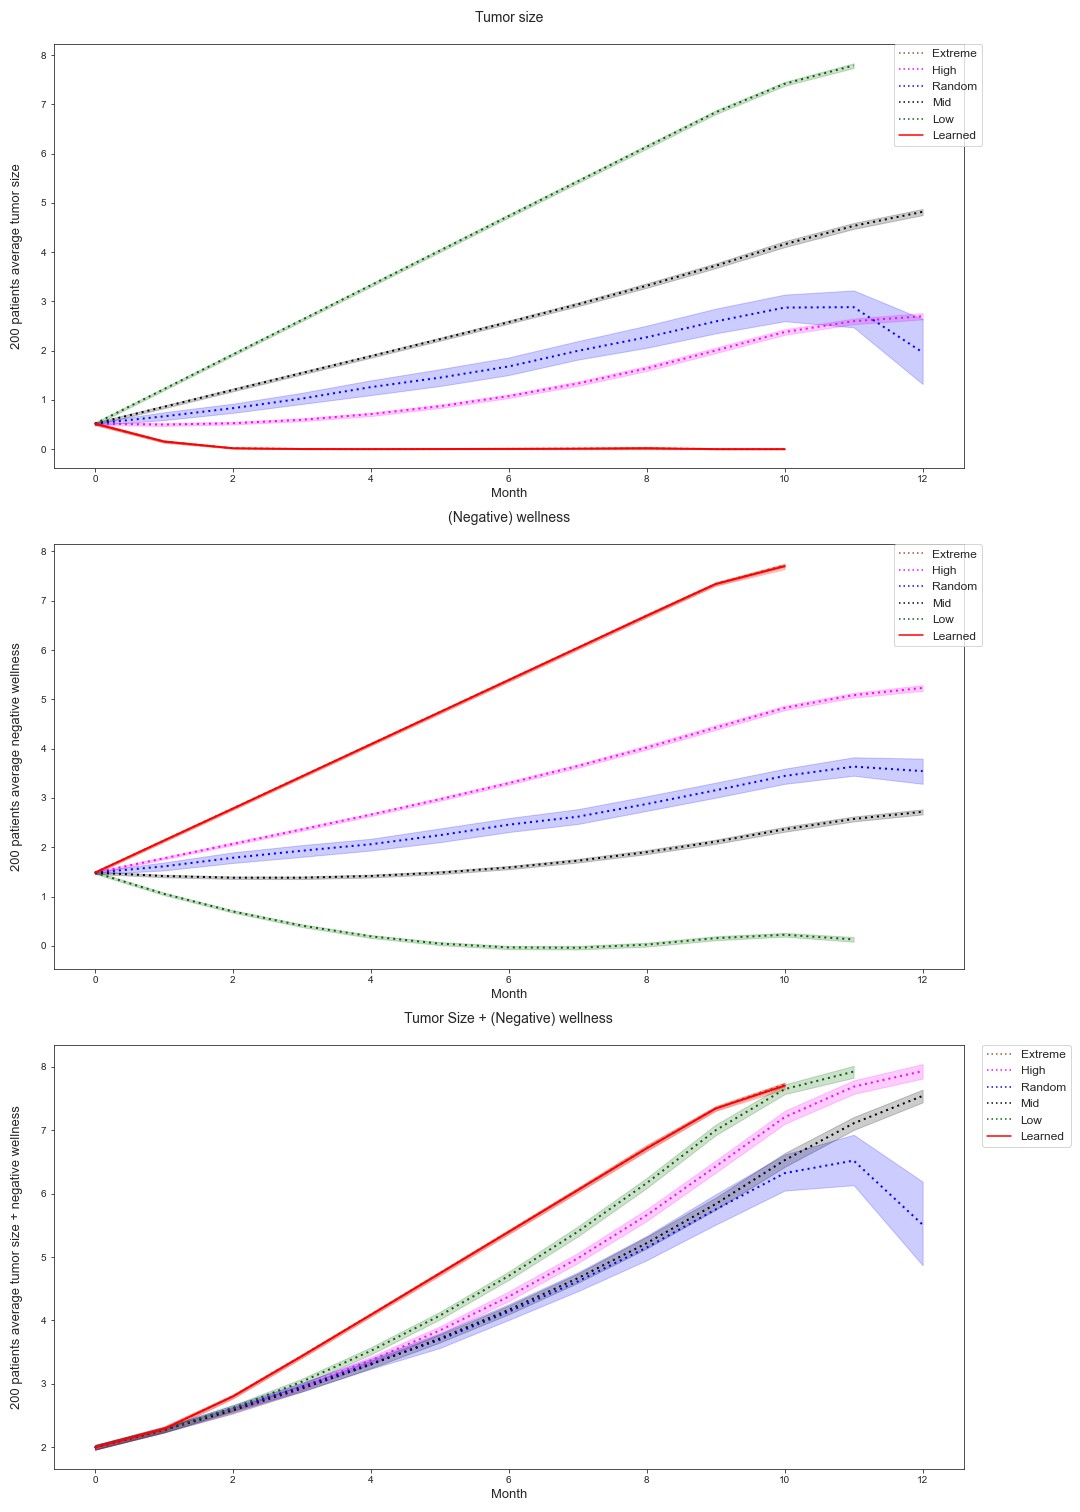 Tumor size
8
7
6
5
4
3
2
1
0
200 patients average tumor size
0 2 4 6 8 10 12
Month
Extreme
High
Random
Mid
Low
Learned
(Negative) wellness
8
7
6
5
4
3
2
1
0
200 patients average negative wellness
0 2 4 6 8 10 12
Month
Extreme
High
Random
Mid
Low
Learned
Tumor Size + (Negative) wellness
8
7
6
5
4
3
2
200 patients average tumor size + negative wellness
0 2 4 6 8 10 12
Month
Extreme
High
Random
Mid
Low
Learned